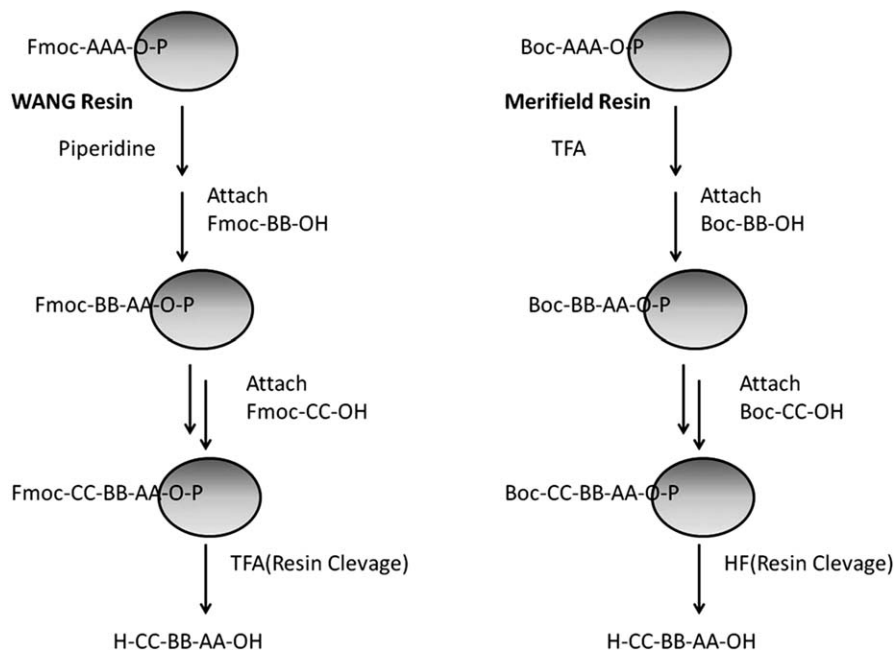 Fmoc-AAA-O-P
WANG Resin
Piperidine
Attach
Fmoc-BB-OH
Fmoc-BB-AA-O-P
Attach
Fmoc-CC-OH
Fmoc-CC-BB-AA-O-P
TFA(Resin Clevage)
H-CC-BB-AA-OH
Boc-AAA-O-P
Merifield Resin
TFA
Attach
Boc-BB-OH
Boc-BB-AA-O-P
Attach
Boc-CC-OH
Boc-CC-BB-AA-O-P
HF(Resin Clevage)
H-CC-BB-AA-OH